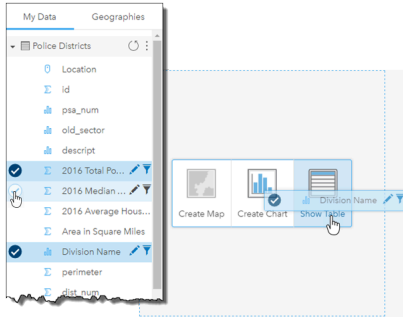 My Data Geographies
Police Districts
Location
id
psa_num
old_sector
descript
2016 Total Po...
2016 Median ...
2016 Average Hous...
Area in Square Miles
Division Name
perimeter
dist_num
Create Map Create Chart Show Table
Division Name